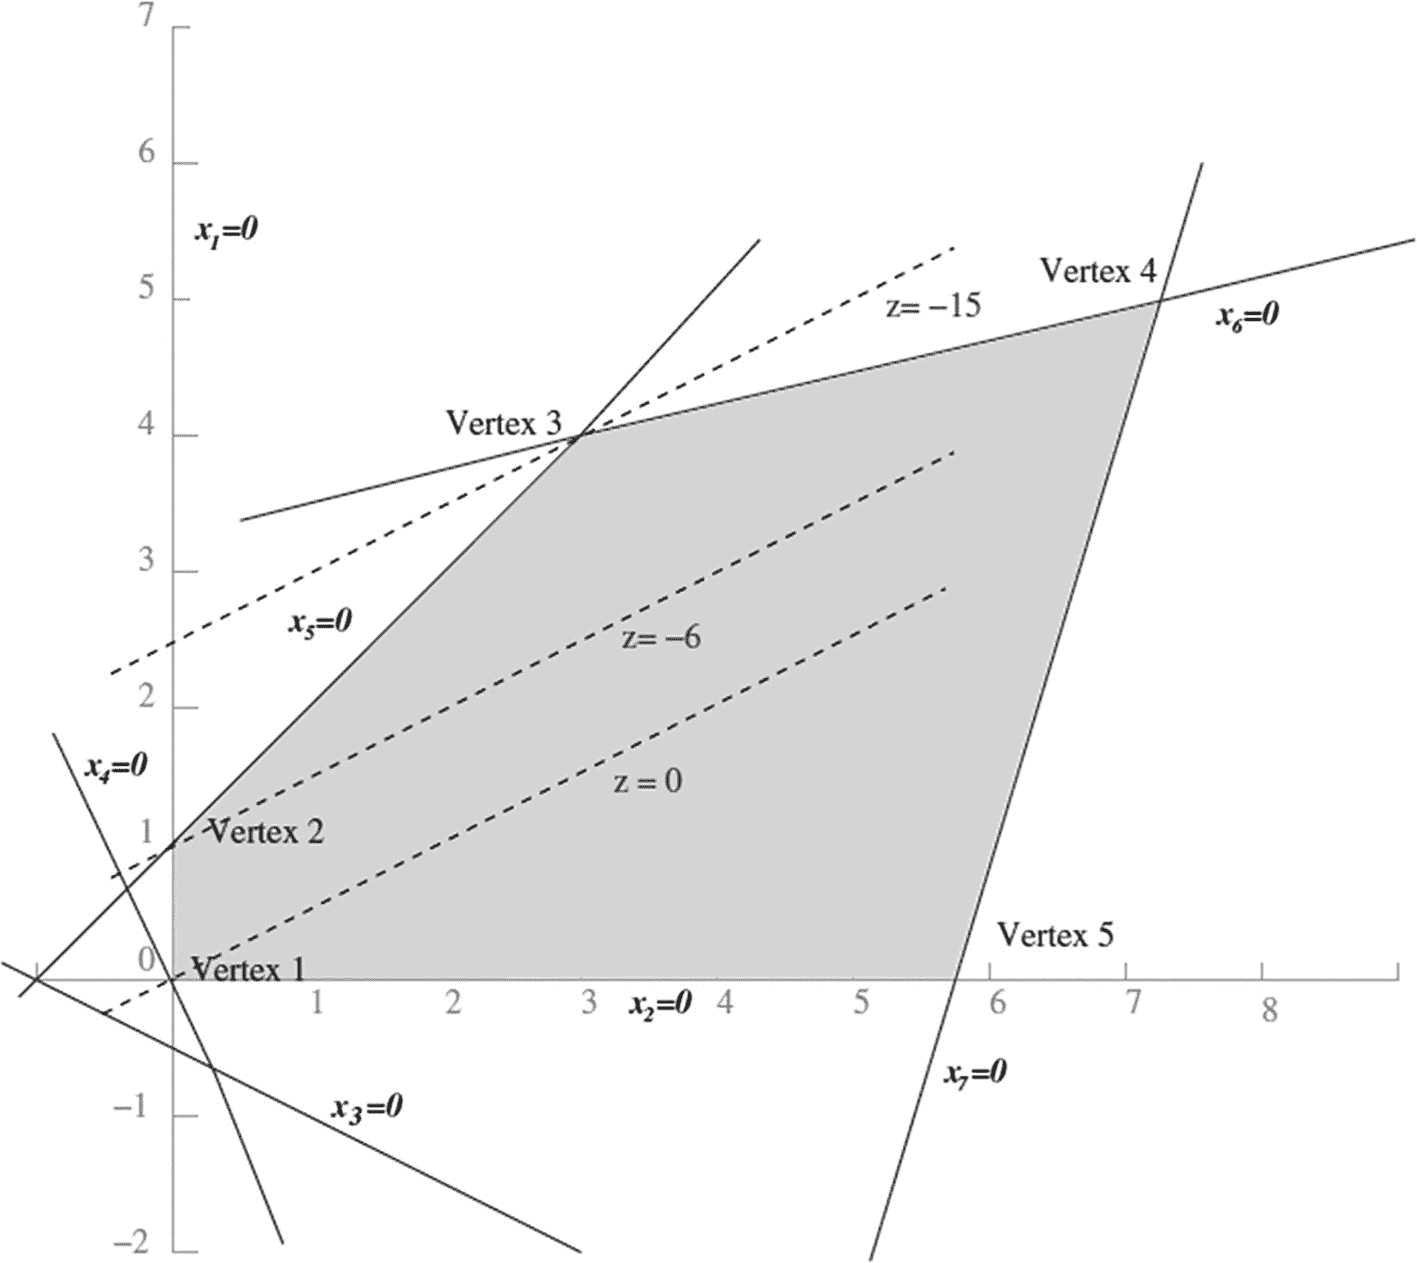 7
6
x₁=0
5
Vertex 4
z= −15
x₆=0
4
Vertex 3
3
x₅=0
z= −6
2
x₄=0
z = 0
1
Vertex 2
Vertex 5
0
Vertex 1
1 2 3 x₂=0 4 5 6 7 8
x₇=0
−1
x₃=0
−2